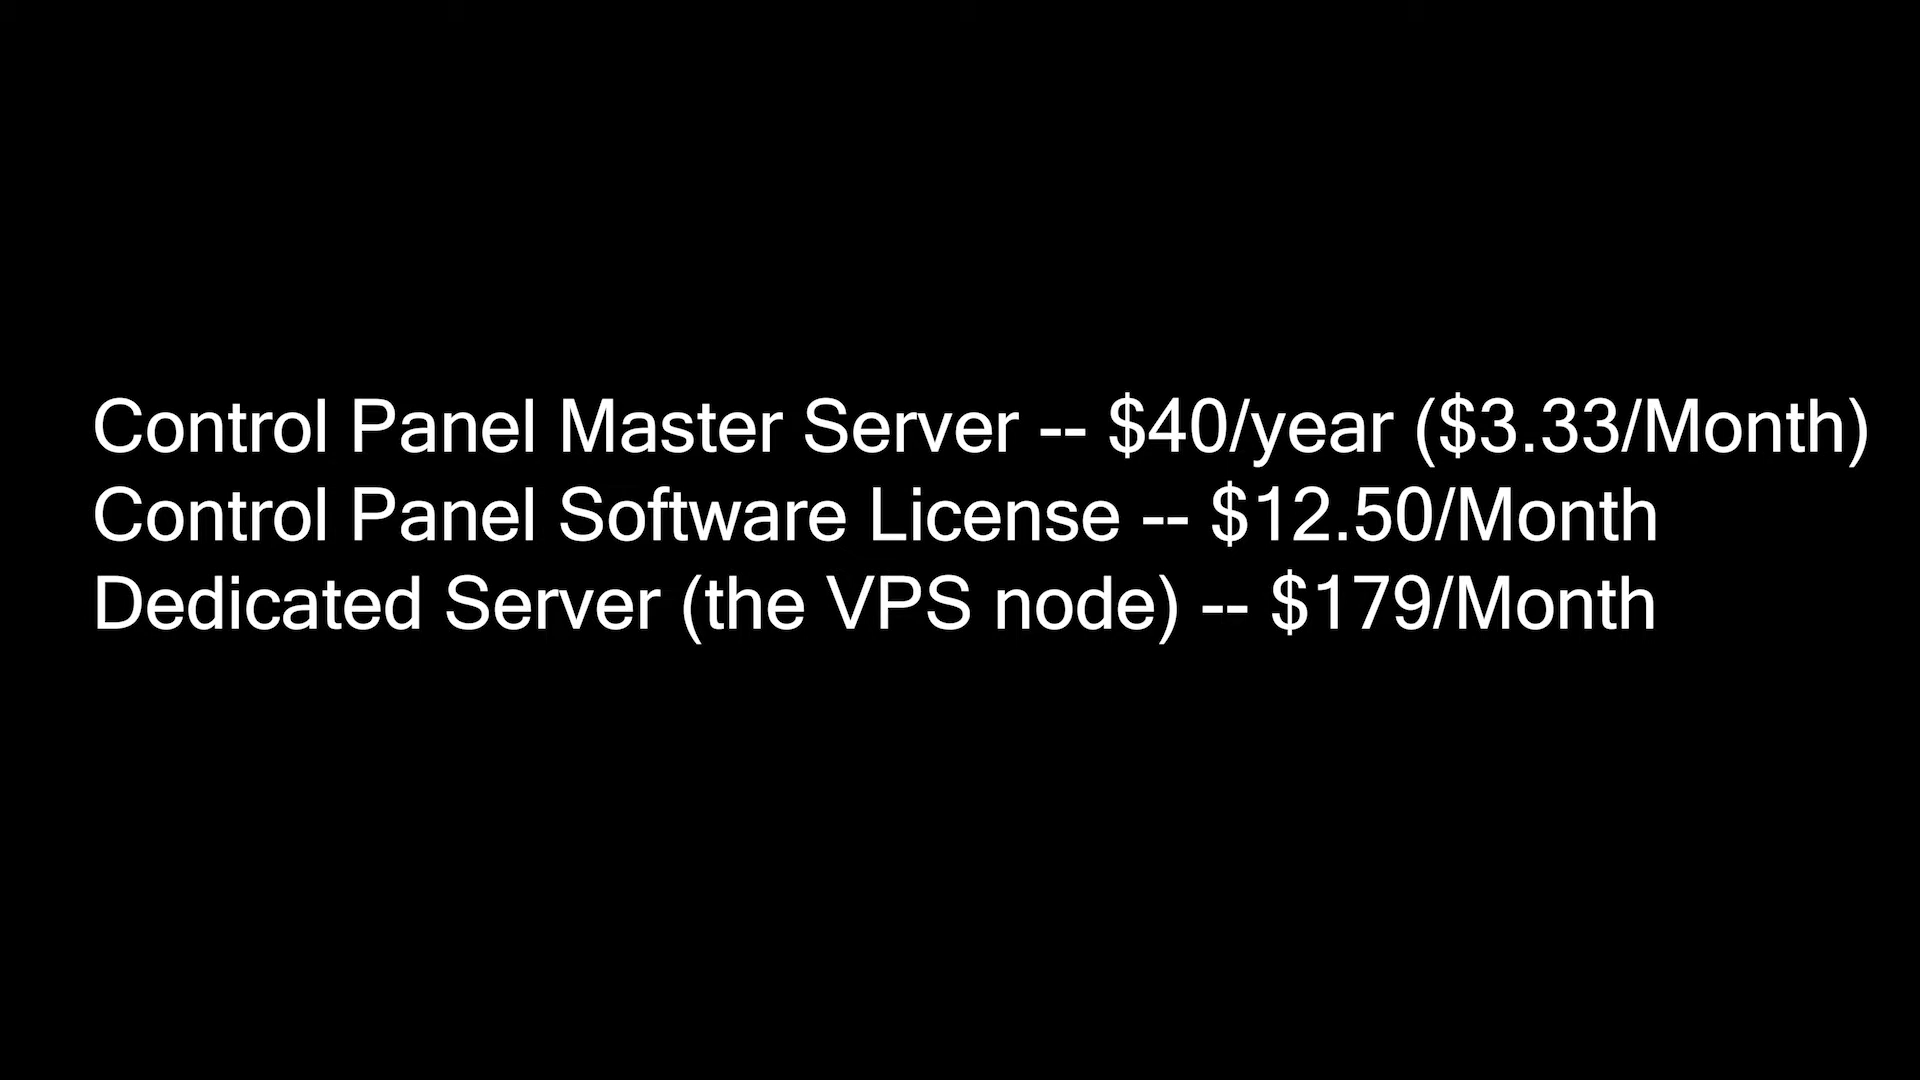 Control Panel Master Server -- $40/year ($3.33/Month)
Control Panel Software License -- $12.50/Month
Dedicated Server (the VPS node) -- $179/Month